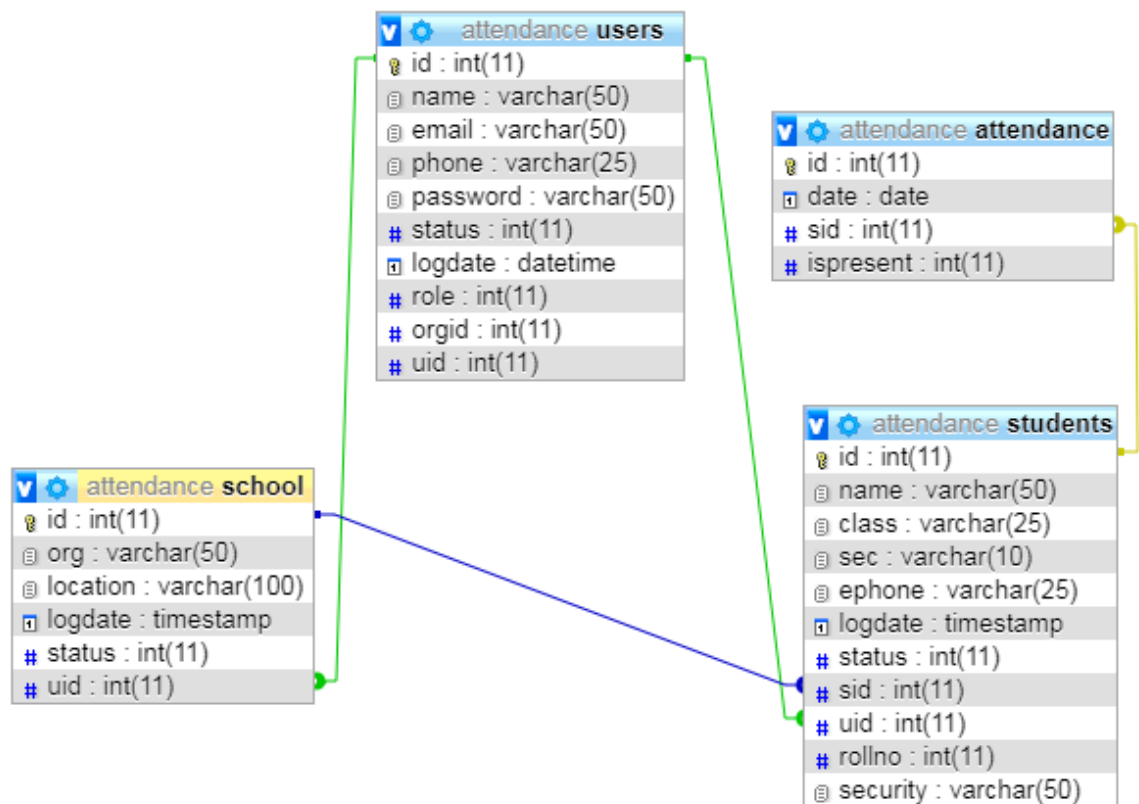 attendance users
id : int(11)
name : varchar(50)
email : varchar(50)
phone : varchar(25)
password : varchar(50)
status : int(11)
logdate : datetime
role : int(11)
orgid : int(11)
uid : int(11)
attendance attendance
id : int(11)
date : date
sid : int(11)
ispresent : int(11)
attendance school
id : int(11)
org : varchar(50)
location : varchar(100)
logdate : timestamp
status : int(11)
uid : int(11)
attendance students
id : int(11)
name : varchar(50)
class : varchar(25)
sec : varchar(10)
ephone : varchar(25)
logdate : timestamp
status : int(11)
sid : int(11)
uid : int(11)
rollno : int(11)
security : varchar(50)